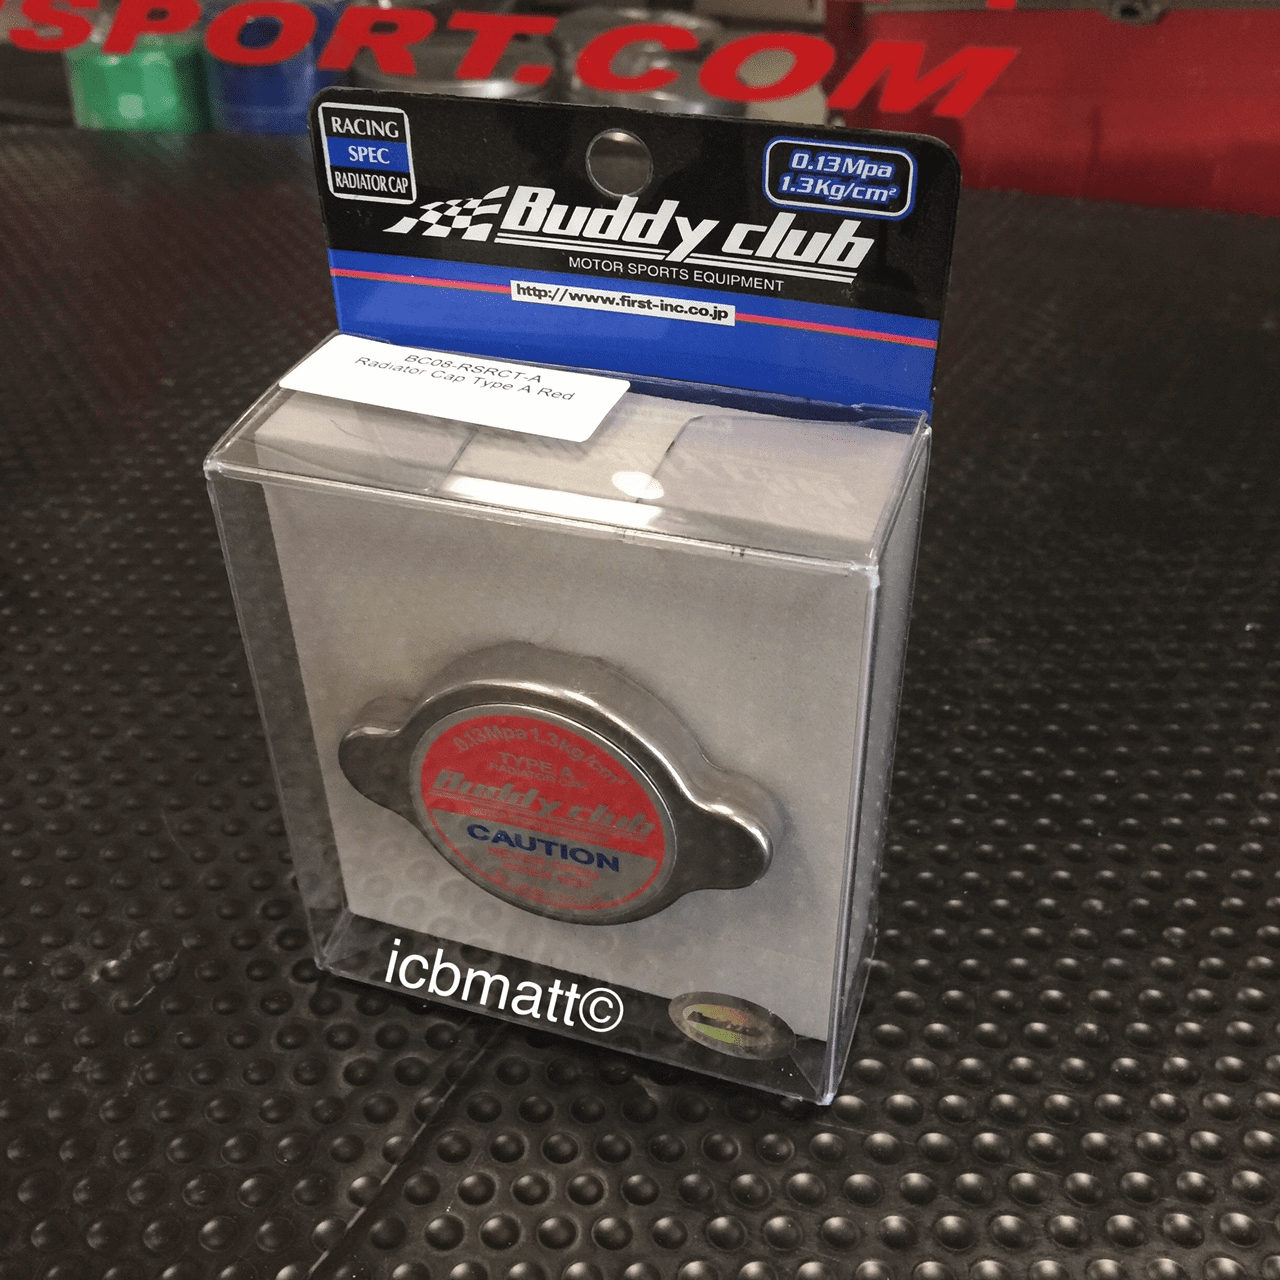 SPORT.COM
RACING
SPEC
RADIATOR CAP
0.13Mpa
1.3Kg/cm²
Buddy club
MOTOR SPORTS EQUIPMENT
http://www.first-inc.co.jp
BC08-RSRCT-A
Radiator Cap Type A Red
0.13Mpa 1.3Kg/cm²
TYPE A
RADIATOR CAP
Buddy club
CAUTION
NEVER OPEN
icbmatt©